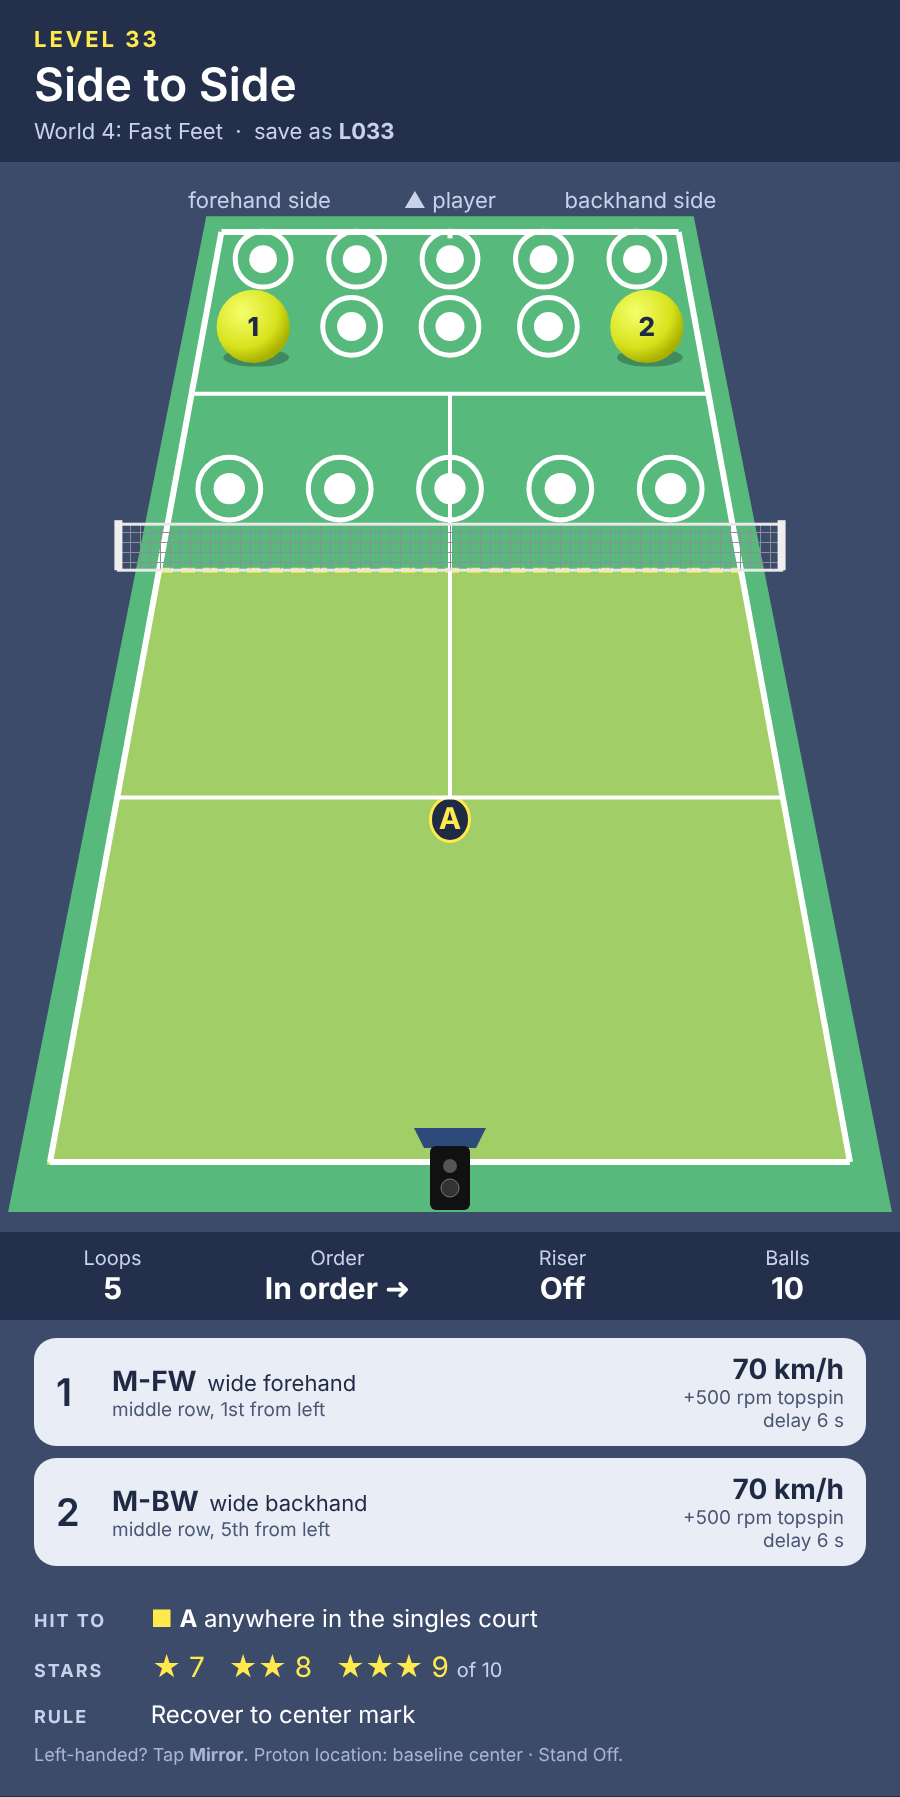 LEVEL 33
Side to Side
World 4: Fast Feet · save as L033
forehand side ▲ player backhand side
1 2
A
Loops Order Riser Balls
5 In order ➜ Off 10
1 M-FW wide forehand 70 km/h
middle row, 1st from left +500 rpm topspin
delay 6 s
2 M-BW wide backhand 70 km/h
middle row, 5th from left +500 rpm topspin
delay 6 s
HIT TO ■ A anywhere in the singles court
STARS ★ 7 ★★ 8 ★★★ 9 of 10
RULE Recover to center mark
Left-handed? Tap Mirror. Proton location: baseline center · Stand Off.